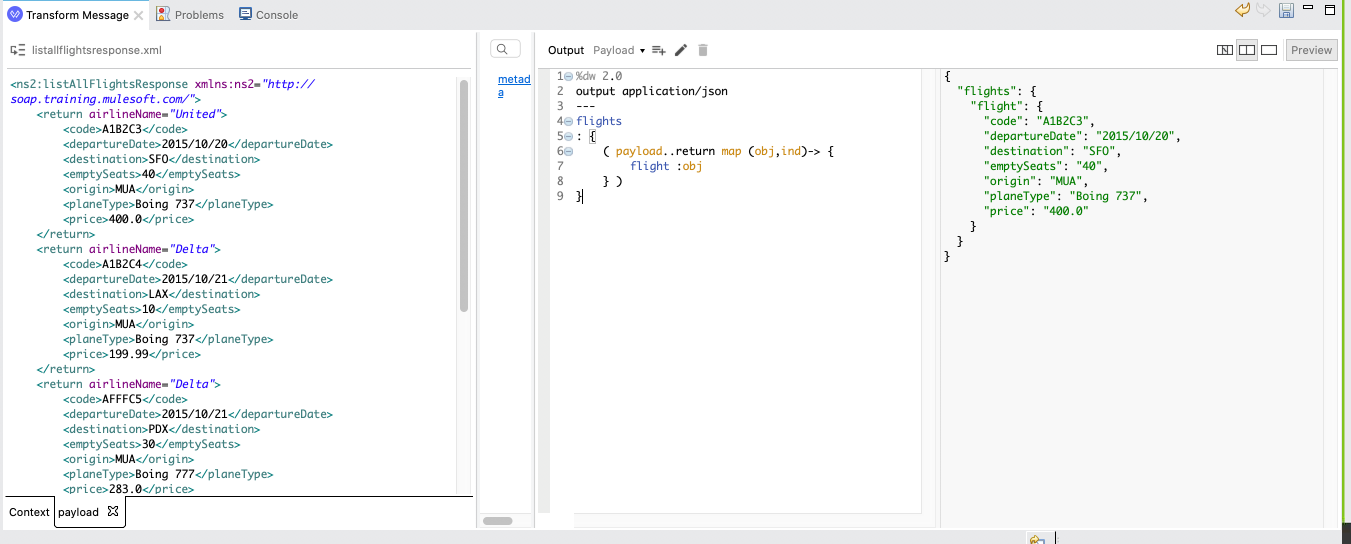 Transform Message
Problems
Console
listallflightsresponse.xml
<ns2:listAllFlightsResponse xmlns:ns2="http://
soap.training.mulesoft.com/">
<return airlineName="United">
<code>A1B2C3</code>
<departureDate>2015/10/20</departureDate>
<destination>SFO</destination>
<emptySeats>40</emptySeats>
<origin>MUA</origin>
<planeType>Boing 737</planeType>
<price>400.0</price>
</return>
<return airlineName="Delta">
<code>A1B2C4</code>
<departureDate>2015/10/21</departureDate>
<destination>LAX</destination>
<emptySeats>10</emptySeats>
<origin>MUA</origin>
<planeType>Boing 737</planeType>
<price>199.99</price>
</return>
<return airlineName="Delta">
<code>AFFFC5</code>
<departureDate>2015/10/21</departureDate>
<destination>PDX</destination>
<emptySeats>30</emptySeats>
<origin>MUA</origin>
<planeType>Boing 777</planeType>
<price>283.0</price>
Context payload
metad
a
Output Payload
Preview
1 %dw 2.0
2 output application/json
3 ---
4 flights
5 : {
6 ( payload..return map (obj,ind)-> {
7 flight :obj
8 } )
9 }
{
"flights": {
"flight": {
"code": "A1B2C3",
"departureDate": "2015/10/20",
"destination": "SFO",
"emptySeats": "40",
"origin": "MUA",
"planeType": "Boing 737",
"price": "400.0"
}
}
}